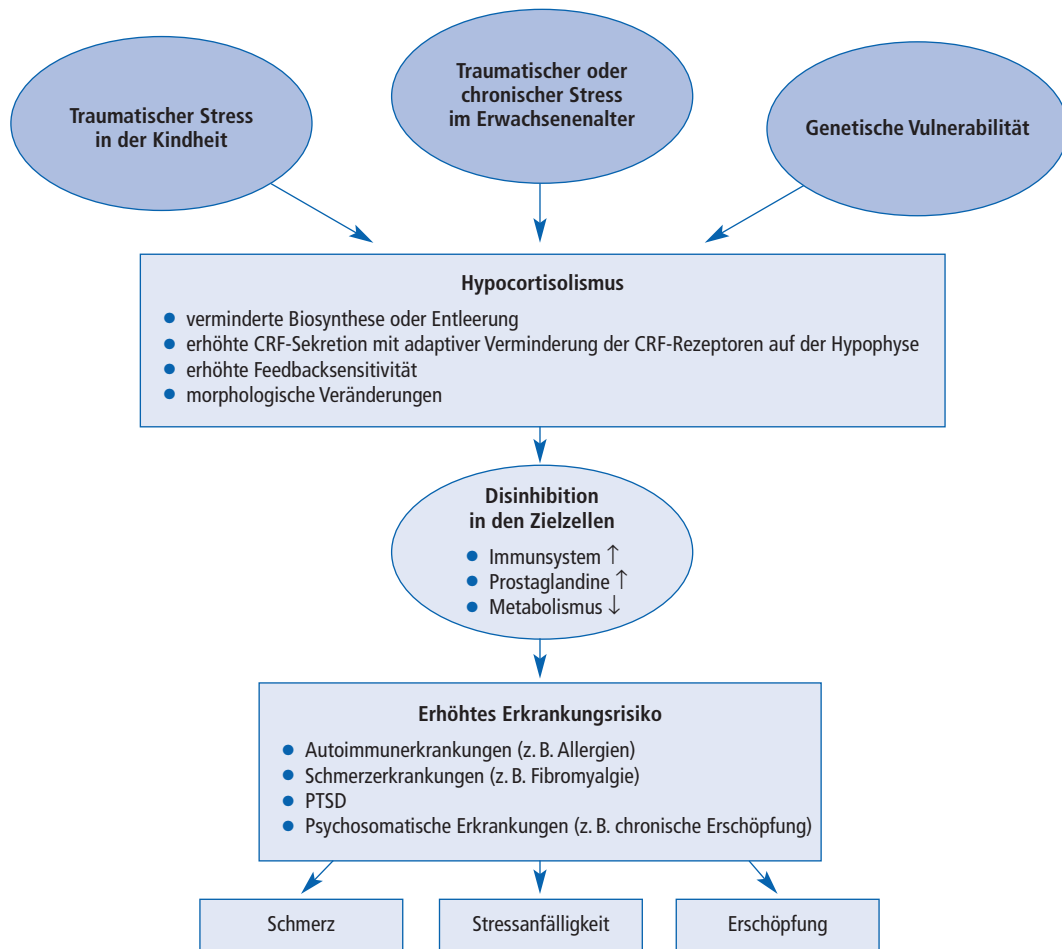 Traumatischer Stress
in der Kindheit
Traumatischer oder
chronischer Stress
im Erwachsenenalter
Genetische Vulnerabilität
Hypocortisolismus
● verminderte Biosynthese oder Entleerung
● erhöhte CRF-Sekretion mit adaptiver Verminderung der CRF-Rezeptoren auf der Hypophyse
● erhöhte Feedbacksensitivität
● morphologische Veränderungen
Disinhibition
in den Zielzellen
● Immunsystem ↑
● Prostaglandine ↑
● Metabolismus ↓
Erhöhtes Erkrankungsrisiko
● Autoimmunerkrankungen (z. B. Allergien)
● Schmerzerkrankungen (z. B. Fibromyalgie)
● PTSD
● Psychosomatische Erkrankungen (z. B. chronische Erschöpfung)
Schmerz
Stressanfälligkeit
Erschöpfung